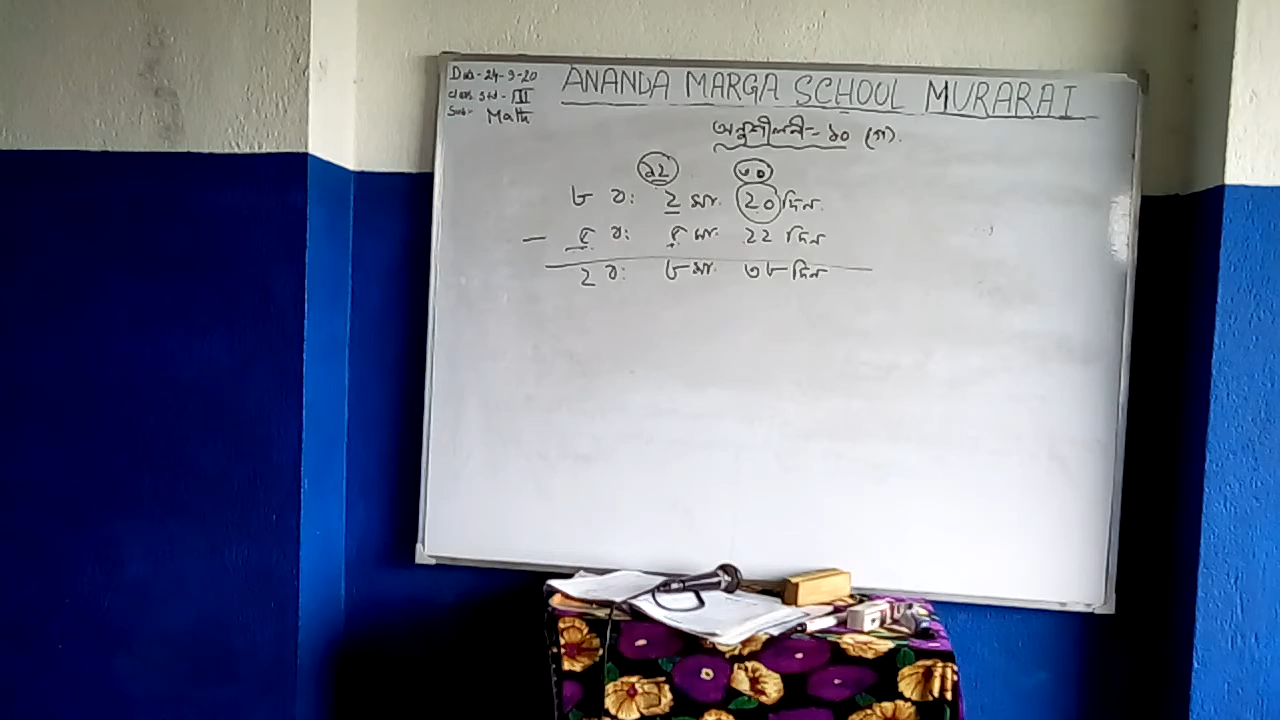 Date - 24-9-20
Class Std - III
Sub:- Math
ANANDA MARGA SCHOOL MURARAI
অনুশীলনী- ১০ (গ).
১২ ৩০
৮ ব: ২ মা. ২০ দিন.
— ৫ ব: ৫ মা. ২২ দিন
২ ব: ৮ মা. ৩৮ দিন